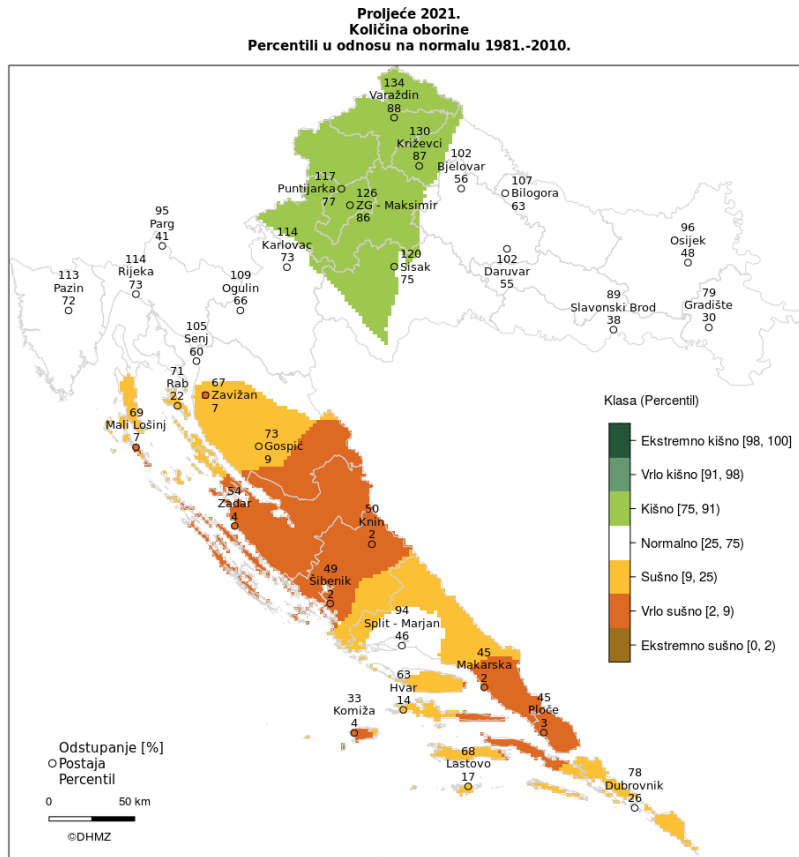 Proljeće 2021.
Količina oborine
Percentili u odnosu na normalu 1981.-2010.
134
Varaždin
88
130
Križevci
87
102
Bjelovar
56
117
Puntijarka
77
126
ZG - Maksimir
86
107
Bilogora
63
95
Parg
41
114
Karlovac
73
120
Sisak
75
102
Daruvar
55
96
Osijek
48
113
Pazin
72
114
Rijeka
73
109
Ogulin
66
89
Slavonski Brod
38
79
Gradište
30
105
Senj
60
71
Rab
22
67
Zavižan
7
69
Mali Lošinj
7
73
Gospić
9
54
Zadar
4
50
Knin
2
49
Šibenik
2
94
Split - Marjan
46
45
Makarska
2
63
Hvar
14
33
Komiža
4
45
Ploče
3
68
Lastovo
17
78
Dubrovnik
26
Klasa (Percentil)
Ekstremno kišno [98, 100]
Vrlo kišno [91, 98)
Kišno [75, 91)
Normalno [25, 75)
Sušno [9, 25)
Vrlo sušno [2, 9)
Ekstremno sušno [0, 2)
Odstupanje [%]
Postaja
Percentil
0 50 km
©DHMZ